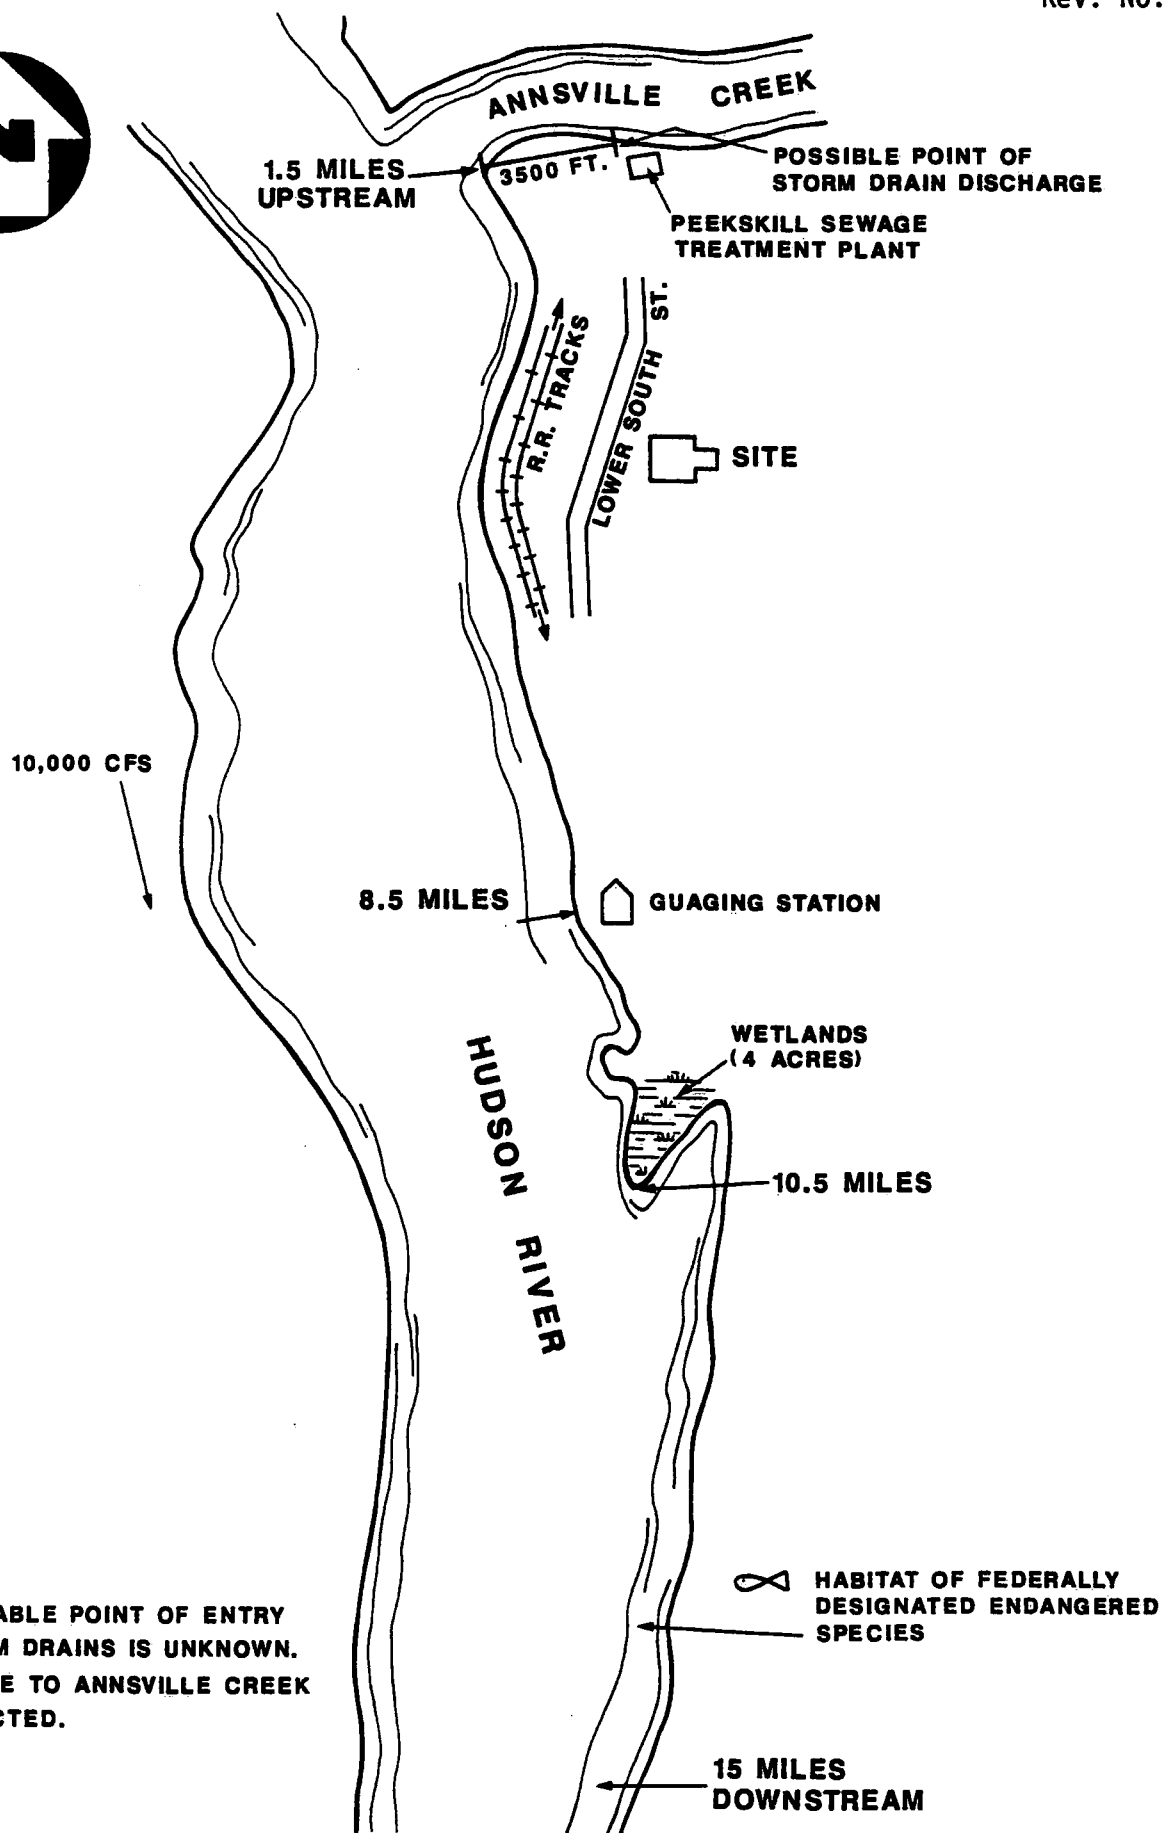 Rev. No.
ANNSVILLE CREEK
1.5 MILES
UPSTREAM
3500 FT.
POSSIBLE POINT OF
STORM DRAIN DISCHARGE
PEEKSKILL SEWAGE
TREATMENT PLANT
R.R. TRACKS
LOWER SOUTH ST.
SITE
10,000 CFS
8.5 MILES
GUAGING STATION
WETLANDS
(4 ACRES)
10.5 MILES
HUDSON RIVER
HABITAT OF FEDERALLY
DESIGNATED ENDANGERED
SPECIES
ABLE POINT OF ENTRY
M DRAINS IS UNKNOWN.
E TO ANNSVILLE CREEK
CTED.
15 MILES
DOWNSTREAM